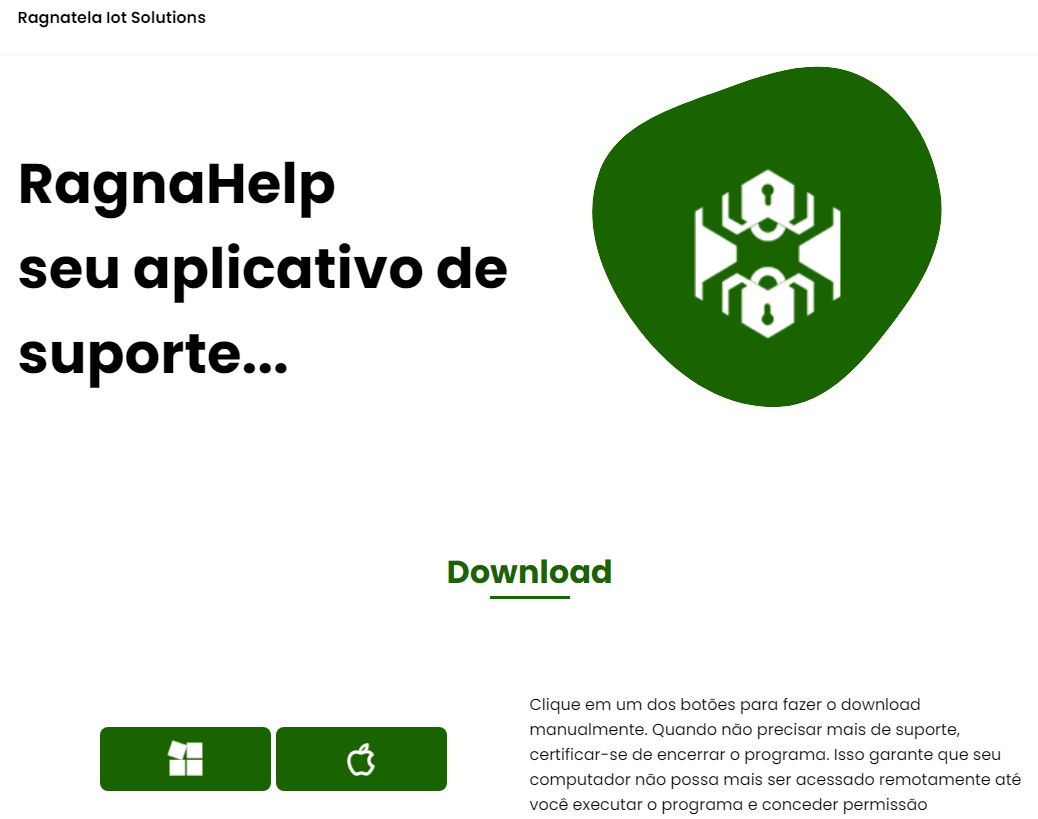 Ragnatela Iot Solutions
RagnaHelp
seu aplicativo de
suporte...
Download
Clique em um dos botões para fazer o download
manualmente. Quando não precisar mais de suporte,
certificar-se de encerrar o programa. Isso garante que seu
computador não possa mais ser acessado remotamente até
você executar o programa e conceder permissão